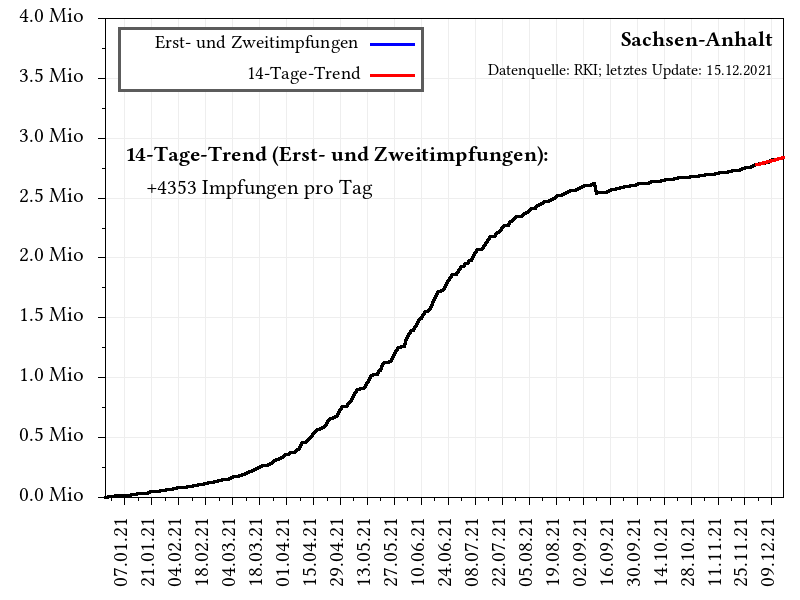 4.0 Mio
3.5 Mio
3.0 Mio
2.5 Mio
2.0 Mio
1.5 Mio
1.0 Mio
0.5 Mio
0.0 Mio
Erst- und Zweitimpfungen
14-Tage-Trend
Sachsen-Anhalt
Datenquelle: RKI; letztes Update: 15.12.2021
14-Tage-Trend (Erst- und Zweitimpfungen):
+4353 Impfungen pro Tag
07.01.21
21.01.21
04.02.21
18.02.21
04.03.21
18.03.21
01.04.21
15.04.21
29.04.21
13.05.21
27.05.21
10.06.21
24.06.21
08.07.21
22.07.21
05.08.21
19.08.21
02.09.21
16.09.21
30.09.21
14.10.21
28.10.21
11.11.21
25.11.21
09.12.21